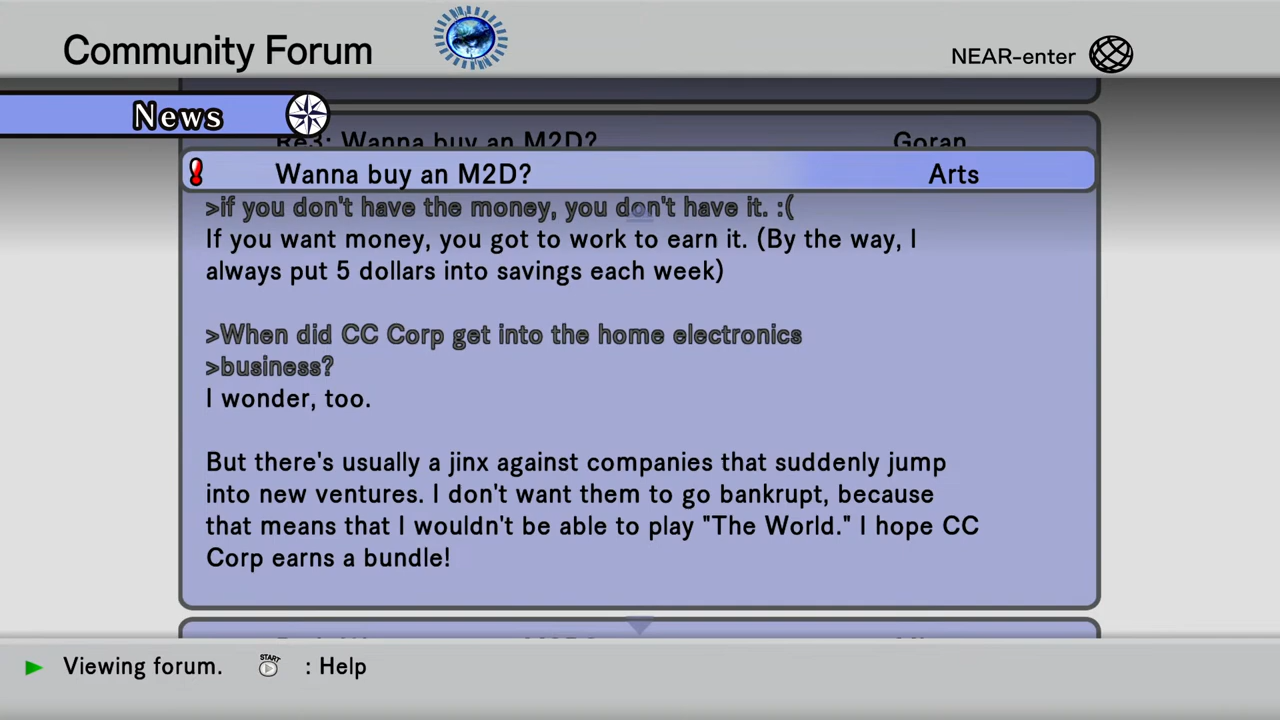 Community Forum
NEAR-enter
News
Re3: Wanna buy an M2D?
Goran
Wanna buy an M2D?
Arts
>if you don't have the money, you don't have it. :(
If you want money, you got to work to earn it. (By the way, I
always put 5 dollars into savings each week)
>When did CC Corp get into the home electronics
>business?
I wonder, too.
But there's usually a jinx against companies that suddenly jump
into new ventures. I don't want them to go bankrupt, because
that means that I wouldn't be able to play "The World." I hope CC
Corp earns a bundle!
Viewing forum.
START
: Help